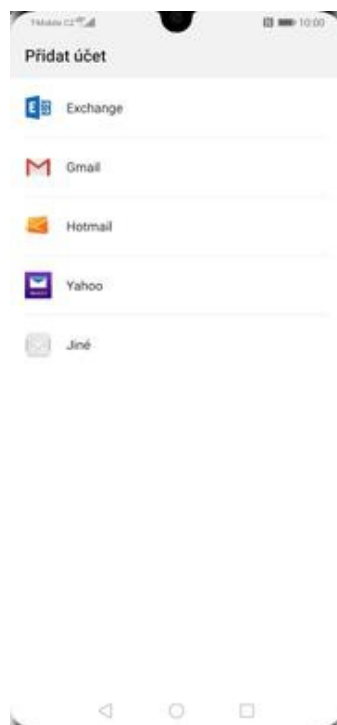 T-Mobile CZ 10:00
Přidat účet
Exchange
Gmail
Hotmail
Yahoo
Jiné